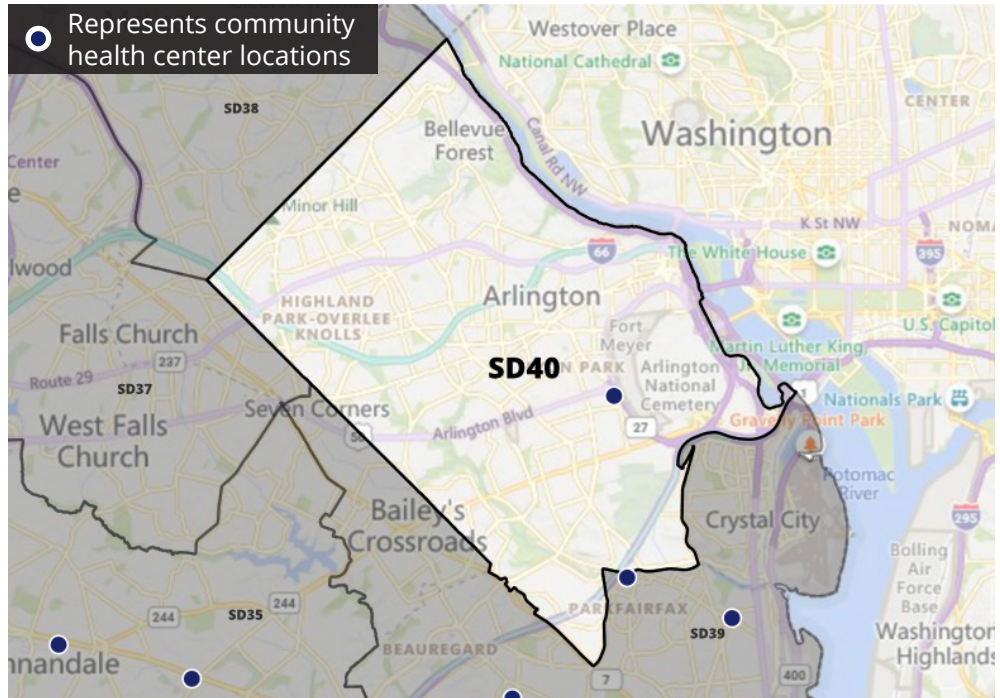 Represents community
health center locations
Westover Place
National Cathedral
SD38
CENTER
Bellevue
Forest
Washington
Canal Rd NW
Center
e
Minor Hill
K St NW
NOMA
66
The White House
395
lwood
HIGHLAND
PARK-OVERLEE
KNOLLS
Arlington
U.S. Capitol
Falls Church
Fort
Meyer
Martin Luther King,
Jr. Memorial
237
SD40
N PARK
Arlington
National
Cemetery
Route 29
SD37
Nationals Park
1
Seven Corners
West Falls
Church
50
Arlington Blvd
27
Gravelly Point Park
Potomac
River
Bailey's
Crossroads
Crystal City
295
Bolling
Air
Force
Base
244
244
SD35
PARKFAIRFAX
SD39
Washington
Highlands
BEAUREGARD
nnandale
7
400